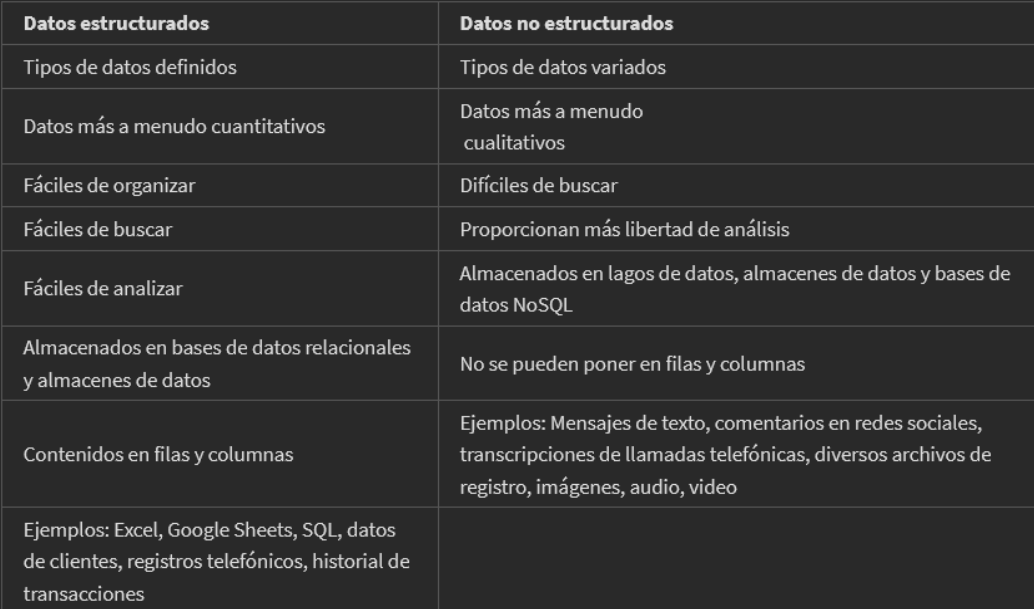 Datos estructurados
Datos no estructurados
Tipos de datos definidos
Tipos de datos variados
Datos más a menudo cuantitativos
Datos más a menudo
cualitativos
Fáciles de organizar
Difíciles de buscar
Fáciles de buscar
Proporcionan más libertad de análisis
Fáciles de analizar
Almacenados en lagos de datos, almacenes de datos y bases de
datos NoSQL
Almacenados en bases de datos relacionales
y almacenes de datos
No se pueden poner en filas y columnas
Contenidos en filas y columnas
Ejemplos: Mensajes de texto, comentarios en redes sociales,
transcripciones de llamadas telefónicas, diversos archivos de
registro, imágenes, audio, video
Ejemplos: Excel, Google Sheets, SQL, datos
de clientes, registros telefónicos, historial de
transacciones